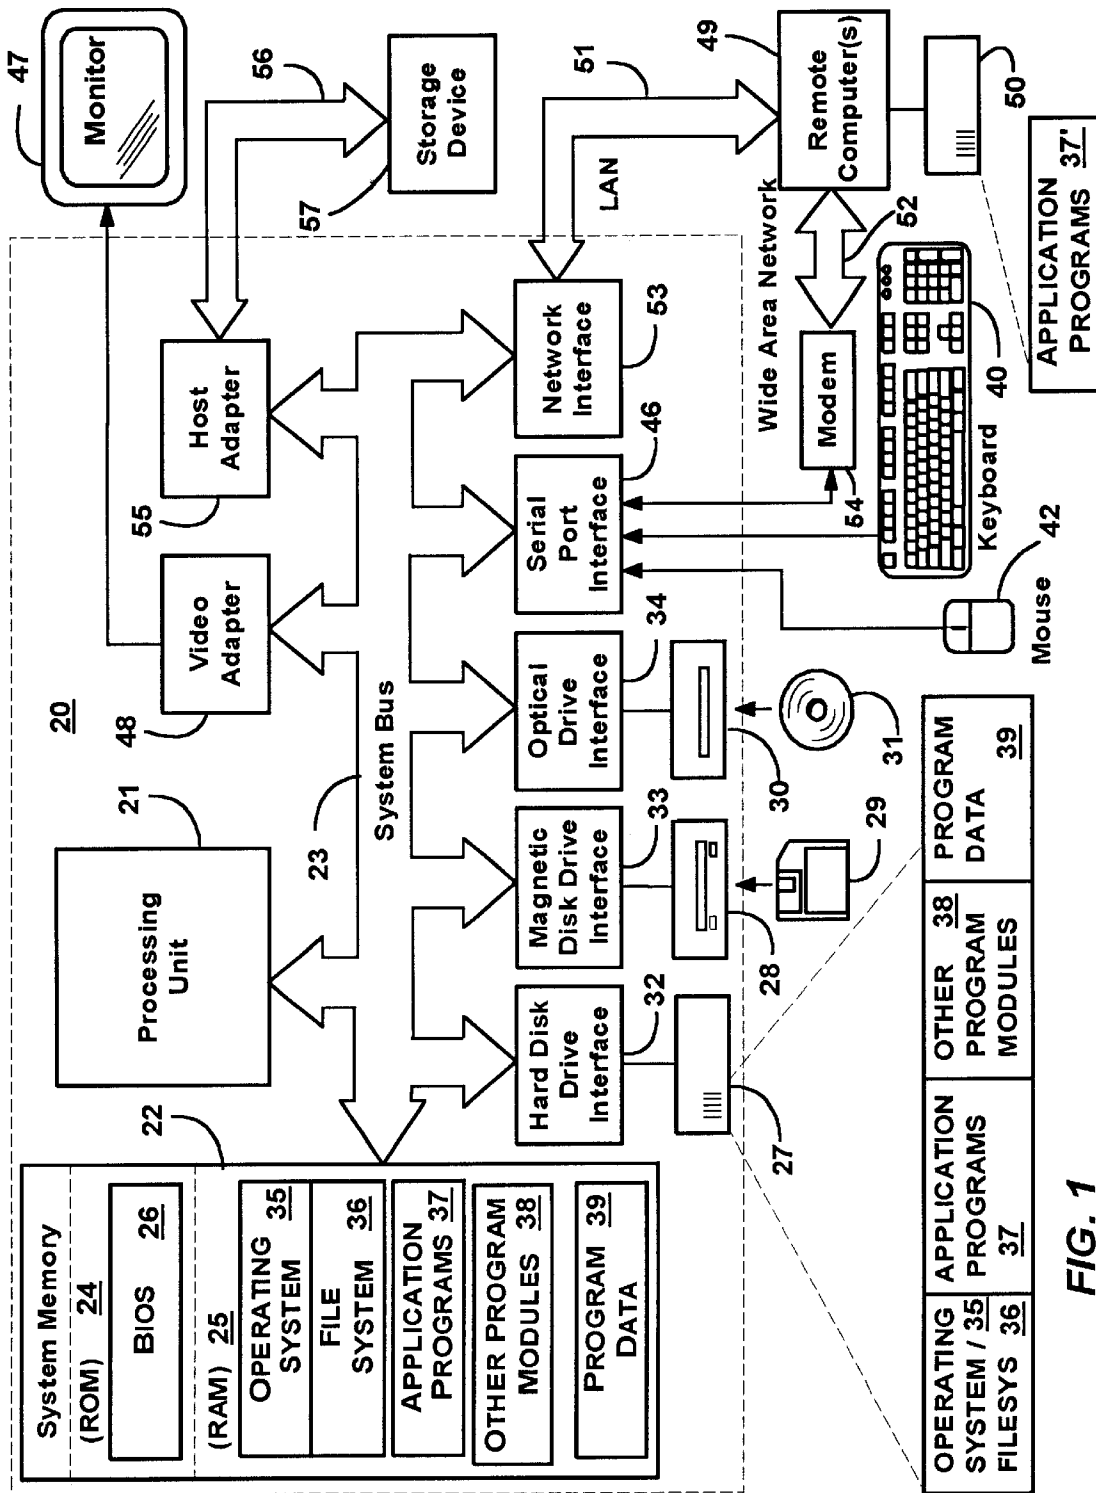 System Memory
(ROM) 24
BIOS 26
(RAM) 25
OPERATING
SYSTEM 35
FILE
SYSTEM 36
APPLICATION
PROGRAMS 37
OTHER PROGRAM
MODULES 38
PROGRAM
DATA 39
22
Processing
Unit
21
20
23
System Bus
Video
Adapter
48
Host
Adapter
55
47
Monitor
56
Storage
Device
57
Hard Disk
Drive
Interface
32
Magnetic
Disk Drive
Interface
33
Optical
Drive
Interface
34
Serial
Port
Interface
46
Network
Interface
53
LAN
51
27
28
29
30
31
Wide Area Network
52
Modem
54
49
Remote
Computer(s)
50
Keyboard
40
Mouse
42
OPERATING
SYSTEM / 35
FILESYS 36
APPLICATION
PROGRAMS
37
OTHER 38
PROGRAM
MODULES
PROGRAM
DATA
39
APPLICATION
PROGRAMS 37'
FIG. 1